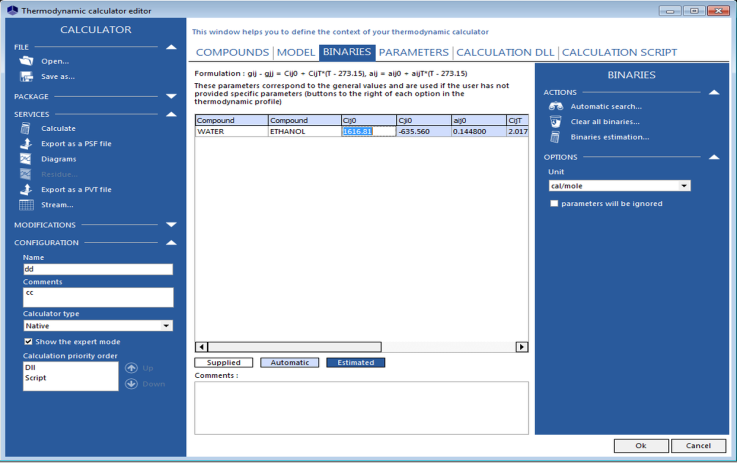 Thermodynamic calculator editor
CALCULATOR
FILE
Open...
Save as...
PACKAGE
SERVICES
Calculate
Export as a PSF file
Diagrams
Residue...
Export as a PVT file
Stream...
MODIFICATIONS
CONFIGURATION
Name
dd
Comments
cc
Calculator type
Native
Show the expert mode
Calculation priority order
Dll
Script
Up
Down
This window helps you to define the context of your thermodynamic calculator
COMPOUNDS MODEL BINARIES PARAMETERS CALCULATION DLL CALCULATION SCRIPT
Formulation : gij - gjj = Cij0 + CijT*(T - 273.15), aij = aij0 + aijT*(T - 273.15)
These parameters correspond to the general values and are used if the user has not
provided specific parameters (buttons to the right of each option in the
thermodynamic profile)
Compound Compound Cij0 Cji0 aij0 CijT
WATER ETHANOL 1616.81 -635.560 0.144800 2.017
Supplied Automatic Estimated
Comments :
BINARIES
ACTIONS
Automatic search...
Clear all binaries...
Binaries estimation...
OPTIONS
Unit
cal/mole
parameters will be ignored
Ok Cancel